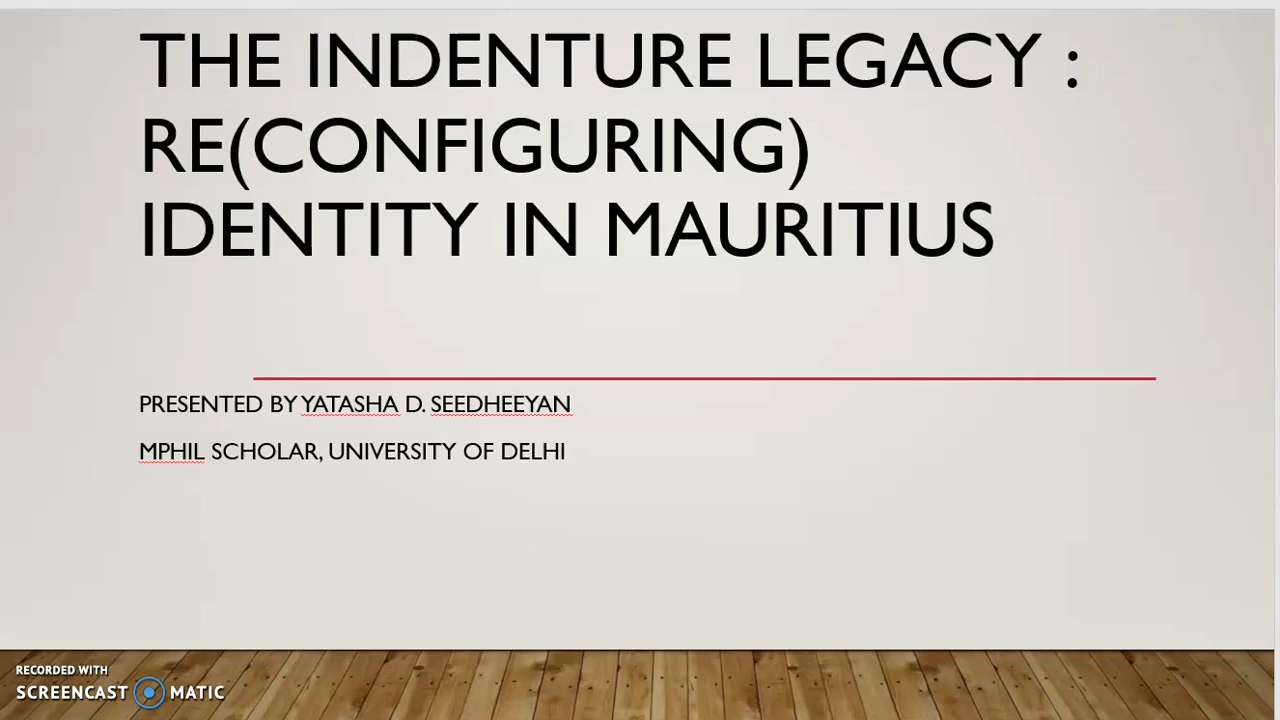 THE INDENTURE LEGACY :
RE(CONFIGURING)
IDENTITY IN MAURITIUS
PRESENTED BY YATASHA D. SEEDHEEYAN
MPHIL SCHOLAR, UNIVERSITY OF DELHI
RECORDED WITH
SCREENCAST MATIC